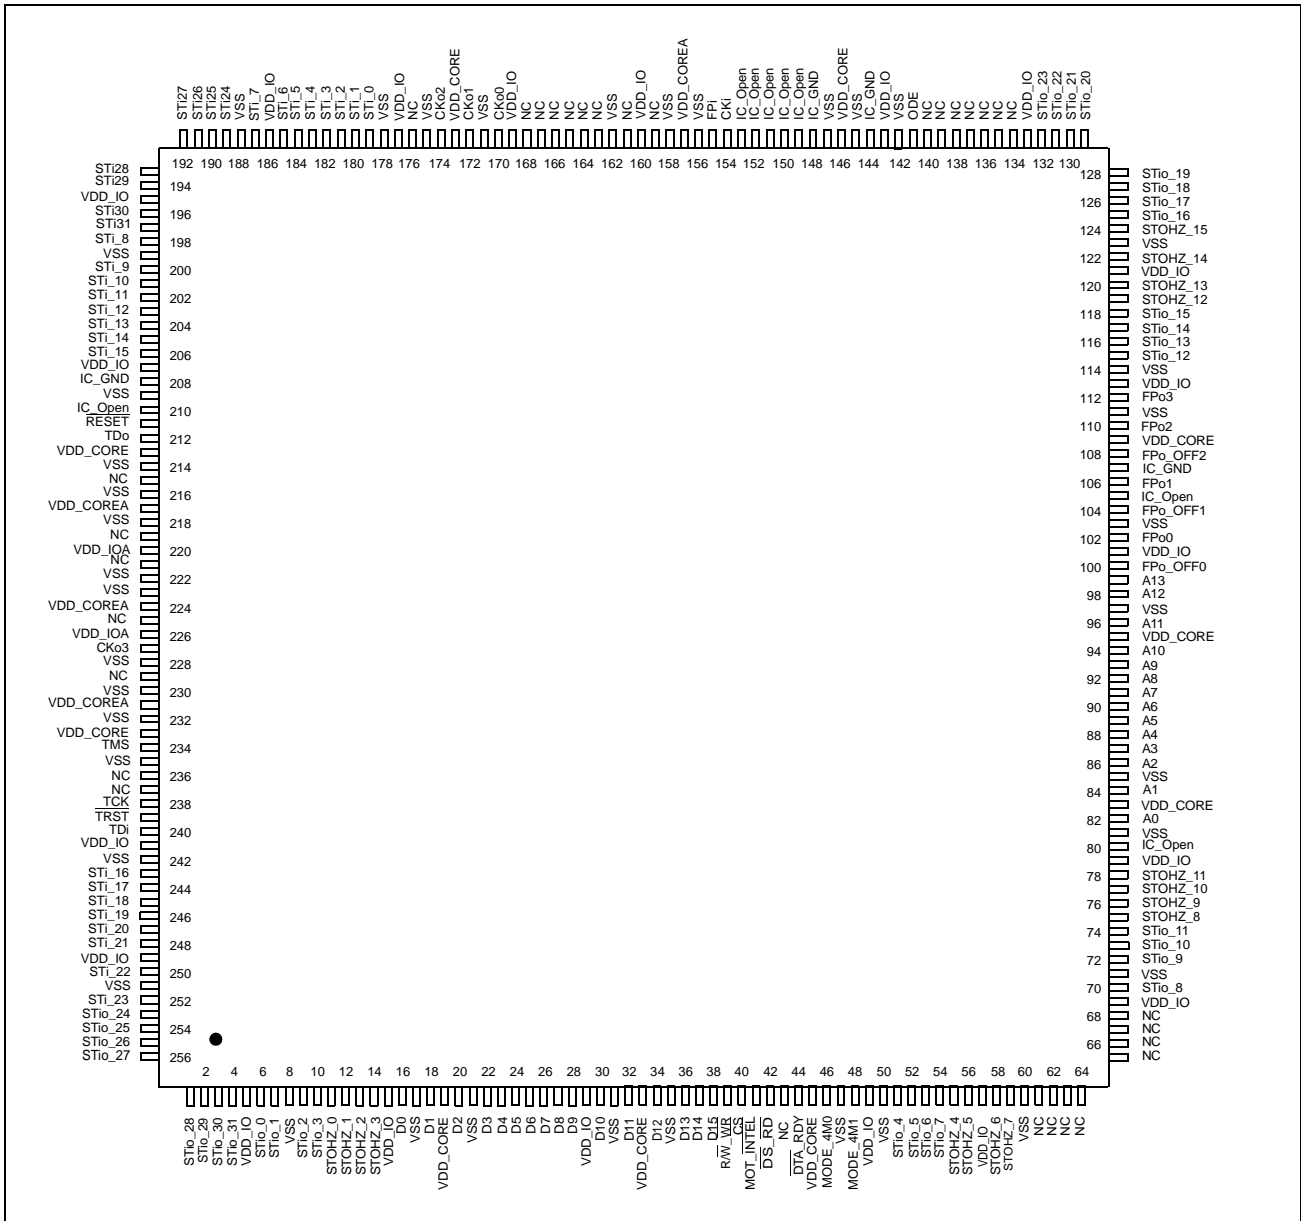 STi27 STi26 STi25 STi24 VSS STi_7 VDD_IO STi_6 STi_5 STi_4 STi_3 STi_2 STi_1 STi_0 VSS VDD_IO NC VSS CKo2 VDD_CORE CKo1 VSS CKo0 VDD_IO NC NC NC NC NC NC VSS NC VDD_IO NC VSS VDD_COREA VSS FPi CKi IC_Open IC_Open IC_Open IC_Open IC_Open IC_GND VSS VDD_CORE VSS IC_GND VDD_IO VSS ODE NC NC NC NC NC NC NC VDD_IO STio_23 STio_22 STio_21 STio_20
192 190 188 186 184 182 180 178 176 174 172 170 168 166 164 162 160 158 156 154 152 150 148 146 144 142 140 138 136 134 132 130
STi28
STi29
194
VDD_IO
STi30
196
STi31
STi_8
198
VSS
STi_9
200
STi_10
STi_11
202
STi_12
STi_13
204
STi_14
STi_15
206
VDD_IO
IC_GND
208
VSS
IC_Open
210
RESET
TDo
212
VDD_CORE
VSS
214
NC
VSS
216
VDD_COREA
VSS
218
NC
VDD_IOA
220
NC
VSS
222
VSS
VDD_COREA
224
NC
VDD_IOA
226
CKo3
VSS
228
NC
VSS
230
VDD_COREA
VSS
232
VDD_CORE
TMS
234
VSS
NC
236
NC
TCK
238
TRST
TDi
240
VDD_IO
VSS
242
STi_16
STi_17
244
STi_18
STi_19
246
STi_20
STi_21
248
VDD_IO
STi_22
250
VSS
STi_23
252
STio_24
STio_25
254
STio_26
STio_27
256
128 STio_19
STio_18
126 STio_17
STio_16
124 STOHZ_15
VSS
122 STOHZ_14
VDD_IO
120 STOHZ_13
STOHZ_12
118 STio_15
STio_14
116 STio_13
STio_12
114 VSS
VDD_IO
112 FPo3
VSS
110 FPo2
VDD_CORE
108 FPo_OFF2
IC_GND
106 FPo1
IC_Open
104 FPo_OFF1
VSS
102 FPo0
VDD_IO
100 FPo_OFF0
A13
98 A12
VSS
96 A11
VDD_CORE
94 A10
A9
92 A8
A7
90 A6
A5
88 A4
A3
86 A2
VSS
84 A1
VDD_CORE
82 A0
VSS
80 IC_Open
VDD_IO
78 STOHZ_11
STOHZ_10
76 STOHZ_9
STOHZ_8
74 STio_11
STio_10
72 STio_9
VSS
70 STio_8
VDD_IO
68 NC
NC
66 NC
NC
2 4 6 8 10 12 14 16 18 20 22 24 26 28 30 32 34 36 38 40 42 44 46 48 50 52 54 56 58 60 62 64
STio_28 STio_29 STio_30 STio_31 VDD_IO STio_0 STio_1 VSS STio_2 STio_3 STOHZ_0 STOHZ_1 STOHZ_2 STOHZ_3 VDD_IO D0 VSS D1 VDD_CORE D2 VSS D3 D4 D5 D6 D7 D8 D9 VDD_IO D10 VSS D11 VDD_CORE D12 VSS D13 D14 D15 R/W_WR CS MOT_INTEL DS_RD NC DTA_RDY VDD_CORE MODE_4M0 VSS MODE_4M1 VDD_IO VSS STio_4 STio_5 STio_6 STio_7 STOHZ_4 STOHZ_5 VDD_IO STOHZ_6 STOHZ_7 VSS NC NC NC NC